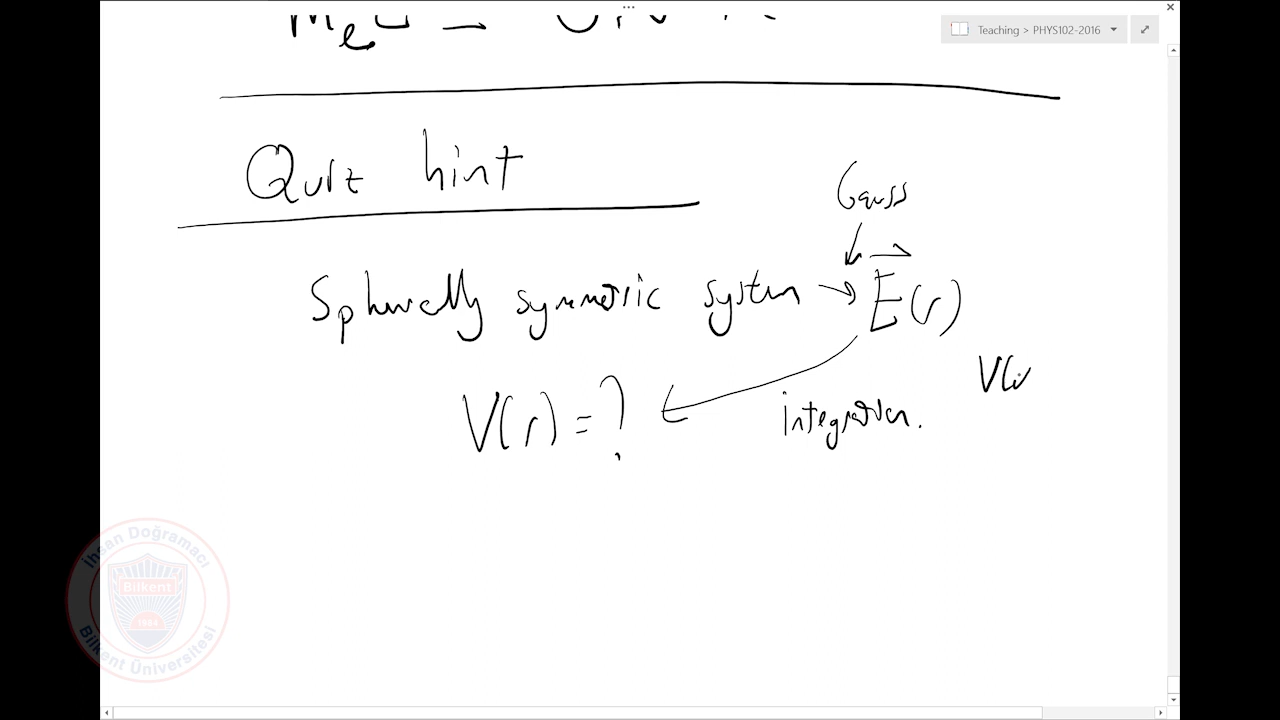 Teaching > PHYS102-2016
Quiz hint
Gauss
Spherically symmetric system → E(r)
V(r) = ?
integration.
İhsan Doğramacı
Bilkent
1984
Bilkent Üniversitesi